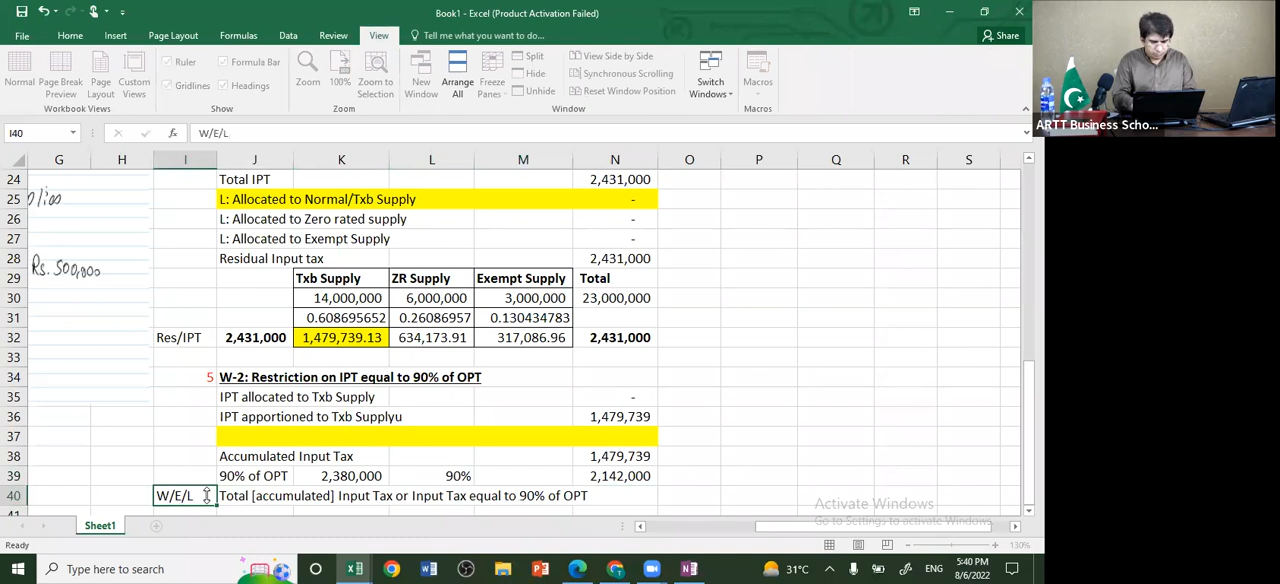 Book1 - Excel (Product Activation Failed)
File Home Insert Page Layout Formulas Data Review View Tell me what you want to do... Share
Normal Page Break Preview Page Layout Custom Views
Ruler Formula Bar
Gridlines Headings
Zoom 100% Zoom to Selection
New Window Arrange All Freeze Panes
Split
Hide
Unhide
View Side by Side
Synchronous Scrolling
Reset Window Position
Switch Windows Macros
Workbook Views Show Zoom Window Macros
ARTT Business Scho...
I40 fx W/E/L
G H I J K L M N O P Q R S
24 Total IPT 2,431,000
25 L: Allocated to Normal/Txb Supply -
26 L: Allocated to Zero rated supply -
27 L: Allocated to Exempt Supply -
28 Residual Input tax 2,431,000
Rs. 500,000
29 Txb Supply ZR Supply Exempt Supply Total
30 14,000,000 6,000,000 3,000,000 23,000,000
31 0.608695652 0.26086957 0.130434783
32 Res/IPT 2,431,000 1,479,739.13 634,173.91 317,086.96 2,431,000
33
34 5 W-2: Restriction on IPT equal to 90% of OPT
35 IPT allocated to Txb Supply -
36 IPT apportioned to Txb Supplyu 1,479,739
37
38 Accumulated Input Tax 1,479,739
39 90% of OPT 2,380,000 90% 2,142,000
40 W/E/L Total [accumulated] Input Tax or Input Tax equal to 90% of OPT
41
Activate Windows
Go to Settings to activate Windows.
Sheet1
Ready 130%
Type here to search
31°C ENG 5:40 PM
8/6/2022